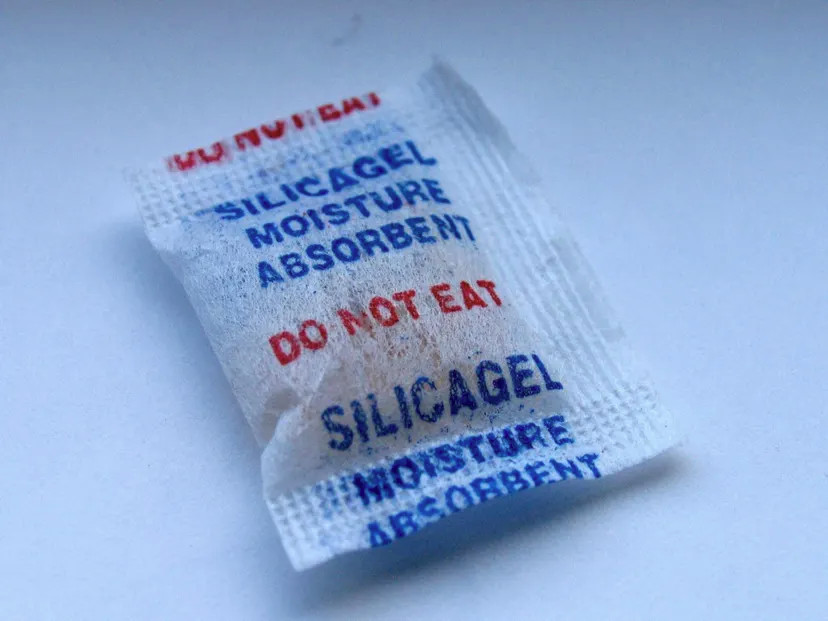 DO NOT EAT
SILICAGEL
MOISTURE
ABSORBENT
DO NOT EAT
SILICAGEL
MOISTURE
ABSORBENT